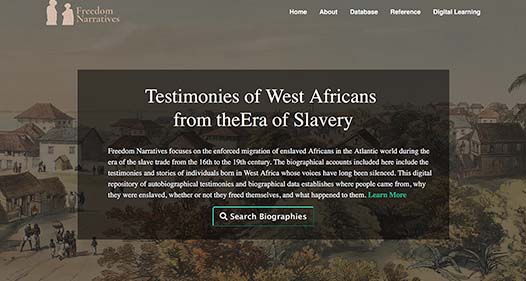 Freedom
Narratives
Home About Database Reference Digital Learning
Testimonies of West Africans
from theEra of Slavery
Freedom Narratives focuses on the enforced migration of enslaved Africans in the Atlantic world during the
era of the slave trade from the 16th to the 19th century. The biographical accounts included here include the
testimonies and stories of individuals born in West Africa whose voices have long been silenced. This digital
repository of autobiographical testimonies and biographical data establishes where people came from, why
they were enslaved, whether or not they freed themselves, and what happened to them. Learn More
Search Biographies